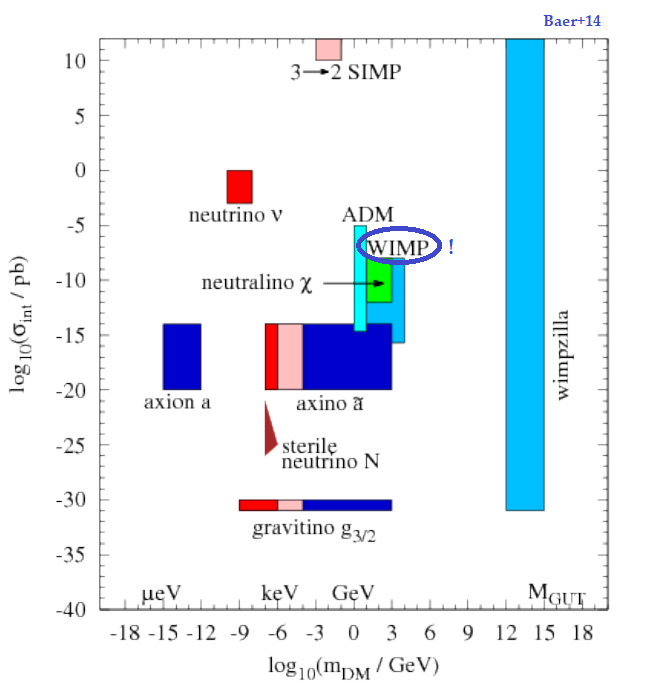 Baer+14
10
3→2 SIMP
5
0
neutrino ν
ADM
-5
WIMP !
neutralino χ
-10
log10(σint / pb)
-15
wimpzilla
-20
axion a
axino ã
-25
sterile
neutrino N
-30
gravitino g3/2
-35
μeV keV GeV MGUT
-40
-18 -15 -12 -9 -6 -3 0 3 6 9 12 15 18
log10(mDM / GeV)